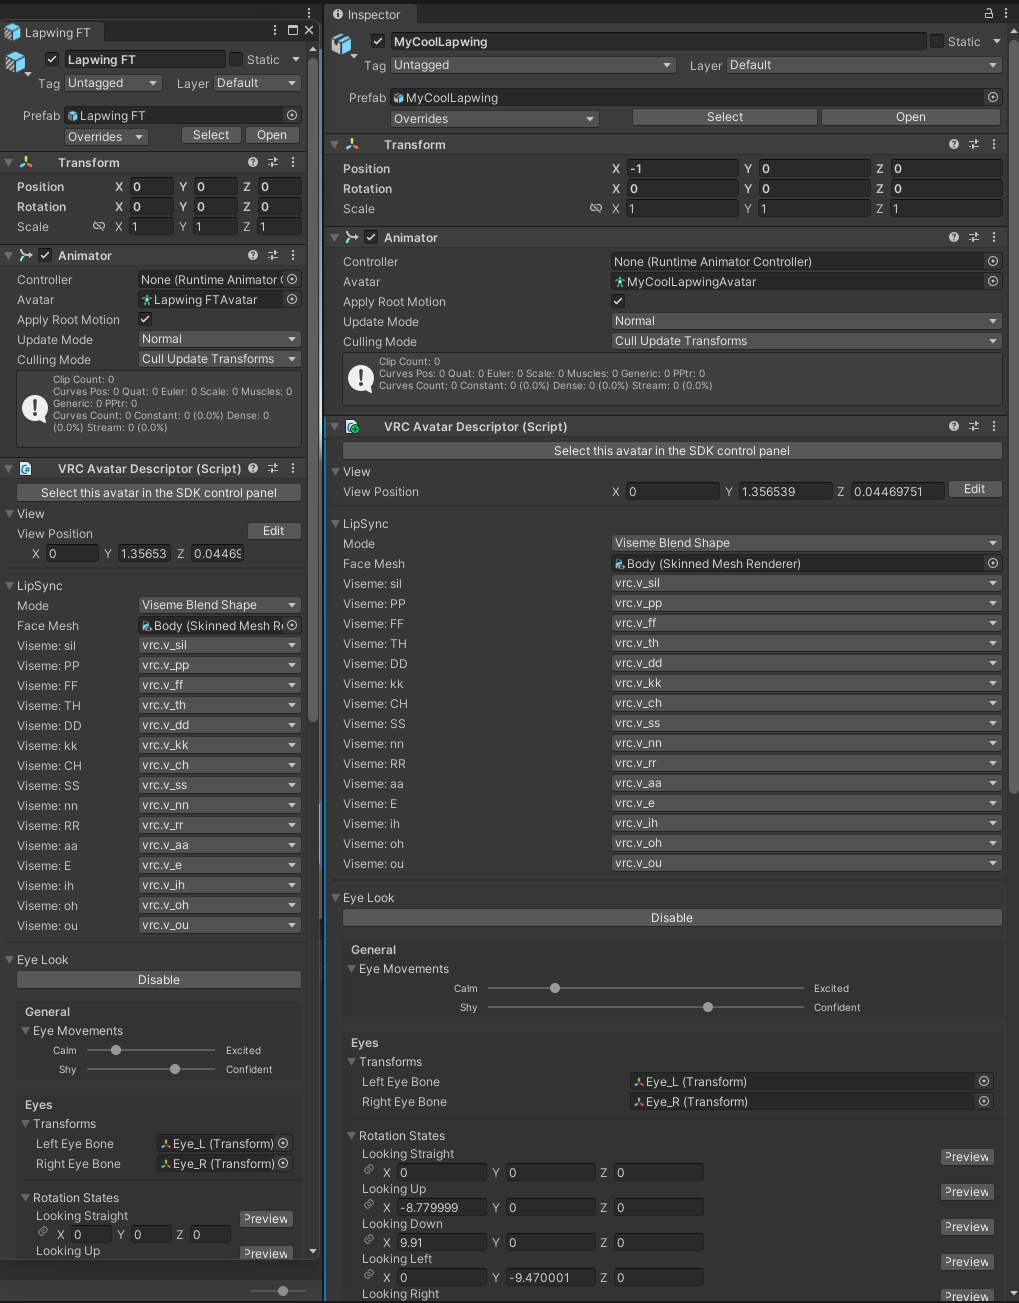 Lapwing FT
Lapwing FT
Static
Tag
Untagged
Layer
Default
Prefab
Lapwing FT
Overrides
Select
Open
Transform
Position
X
0
Y
0
Z
0
Rotation
X
0
Y
0
Z
0
Scale
X
1
Y
1
Z
1
Animator
Controller
None (Runtime Animator
Avatar
Lapwing FTAvatar
Apply Root Motion
Update Mode
Normal
Culling Mode
Cull Update Transforms
Clip Count: 0
Curves Pos: 0 Quat: 0 Euler: 0 Scale: 0 Muscles: 0
Generic: 0 PPtr: 0
Curves Count: 0 Constant: 0 (0.0%) Dense: 0
(0.0%) Stream: 0 (0.0%)
VRC Avatar Descriptor (Script)
Select this avatar in the SDK control panel
View
View Position
Edit
X
0
Y
1.35653
Z
0.04469
LipSync
Mode
Viseme Blend Shape
Face Mesh
Body (Skinned Mesh
Viseme: sil
vrc.v_sil
Viseme: PP
vrc.v_pp
Viseme: FF
vrc.v_ff
Viseme: TH
vrc.v_th
Viseme: DD
vrc.v_dd
Viseme: kk
vrc.v_kk
Viseme: CH
vrc.v_ch
Viseme: SS
vrc.v_ss
Viseme: nn
vrc.v_nn
Viseme: RR
vrc.v_rr
Viseme: aa
vrc.v_aa
Viseme: E
vrc.v_e
Viseme: ih
vrc.v_ih
Viseme: oh
vrc.v_oh
Viseme: ou
vrc.v_ou
Eye Look
Disable
General
Eye Movements
Calm
Excited
Shy
Confident
Eyes
Transforms
Left Eye Bone
Eye_L (Transform)
Right Eye Bone
Eye_R (Transform)
Rotation States
Looking Straight
Preview
X
0
Y
0
Z
0
Looking Up
Preview
Inspector
MyCoolLapwing
Static
Tag
Untagged
Layer
Default
Prefab
MyCoolLapwing
Overrides
Select
Open
Transform
Position
X
-1
Y
0
Z
0
Rotation
X
0
Y
0
Z
0
Scale
X
1
Y
1
Z
1
Animator
Controller
None (Runtime Animator Controller)
Avatar
MyCoolLapwingAvatar
Apply Root Motion
Update Mode
Normal
Culling Mode
Cull Update Transforms
Clip Count: 0
Curves Pos: 0 Quat: 0 Euler: 0 Scale: 0 Muscles: 0 Generic: 0 PPtr: 0
Curves Count: 0 Constant: 0 (0.0%) Dense: 0 (0.0%) Stream: 0 (0.0%)
VRC Avatar Descriptor (Script)
Select this avatar in the SDK control panel
View
View Position
X
0
Y
1.356539
Z
0.04469751
Edit
LipSync
Mode
Viseme Blend Shape
Face Mesh
Body (Skinned Mesh Renderer)
Viseme: sil
vrc.v_sil
Viseme: PP
vrc.v_pp
Viseme: FF
vrc.v_ff
Viseme: TH
vrc.v_th
Viseme: DD
vrc.v_dd
Viseme: kk
vrc.v_kk
Viseme: CH
vrc.v_ch
Viseme: SS
vrc.v_ss
Viseme: nn
vrc.v_nn
Viseme: RR
vrc.v_rr
Viseme: aa
vrc.v_aa
Viseme: E
vrc.v_e
Viseme: ih
vrc.v_ih
Viseme: oh
vrc.v_oh
Viseme: ou
vrc.v_ou
Eye Look
Disable
General
Eye Movements
Calm
Excited
Shy
Confident
Eyes
Transforms
Left Eye Bone
Eye_L (Transform)
Right Eye Bone
Eye_R (Transform)
Rotation States
Looking Straight
Preview
X
0
Y
0
Z
0
Looking Up
Preview
X
-8.779999
Y
0
Z
0
Looking Down
Preview
X
9.91
Y
0
Z
0
Looking Left
Preview
X
0
Y
-9.470001
Z
0
Looking Right
Preview